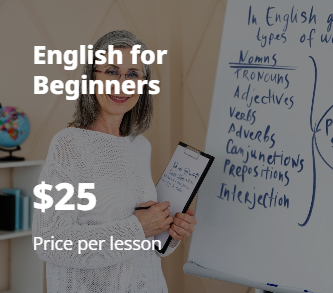 English for
Beginners
$25
Price per lesson
In English
types of w
Nouns
Pronouns
Adjectives
Verbs
Adverbs
Conjunctions
Prepositions
Interjection